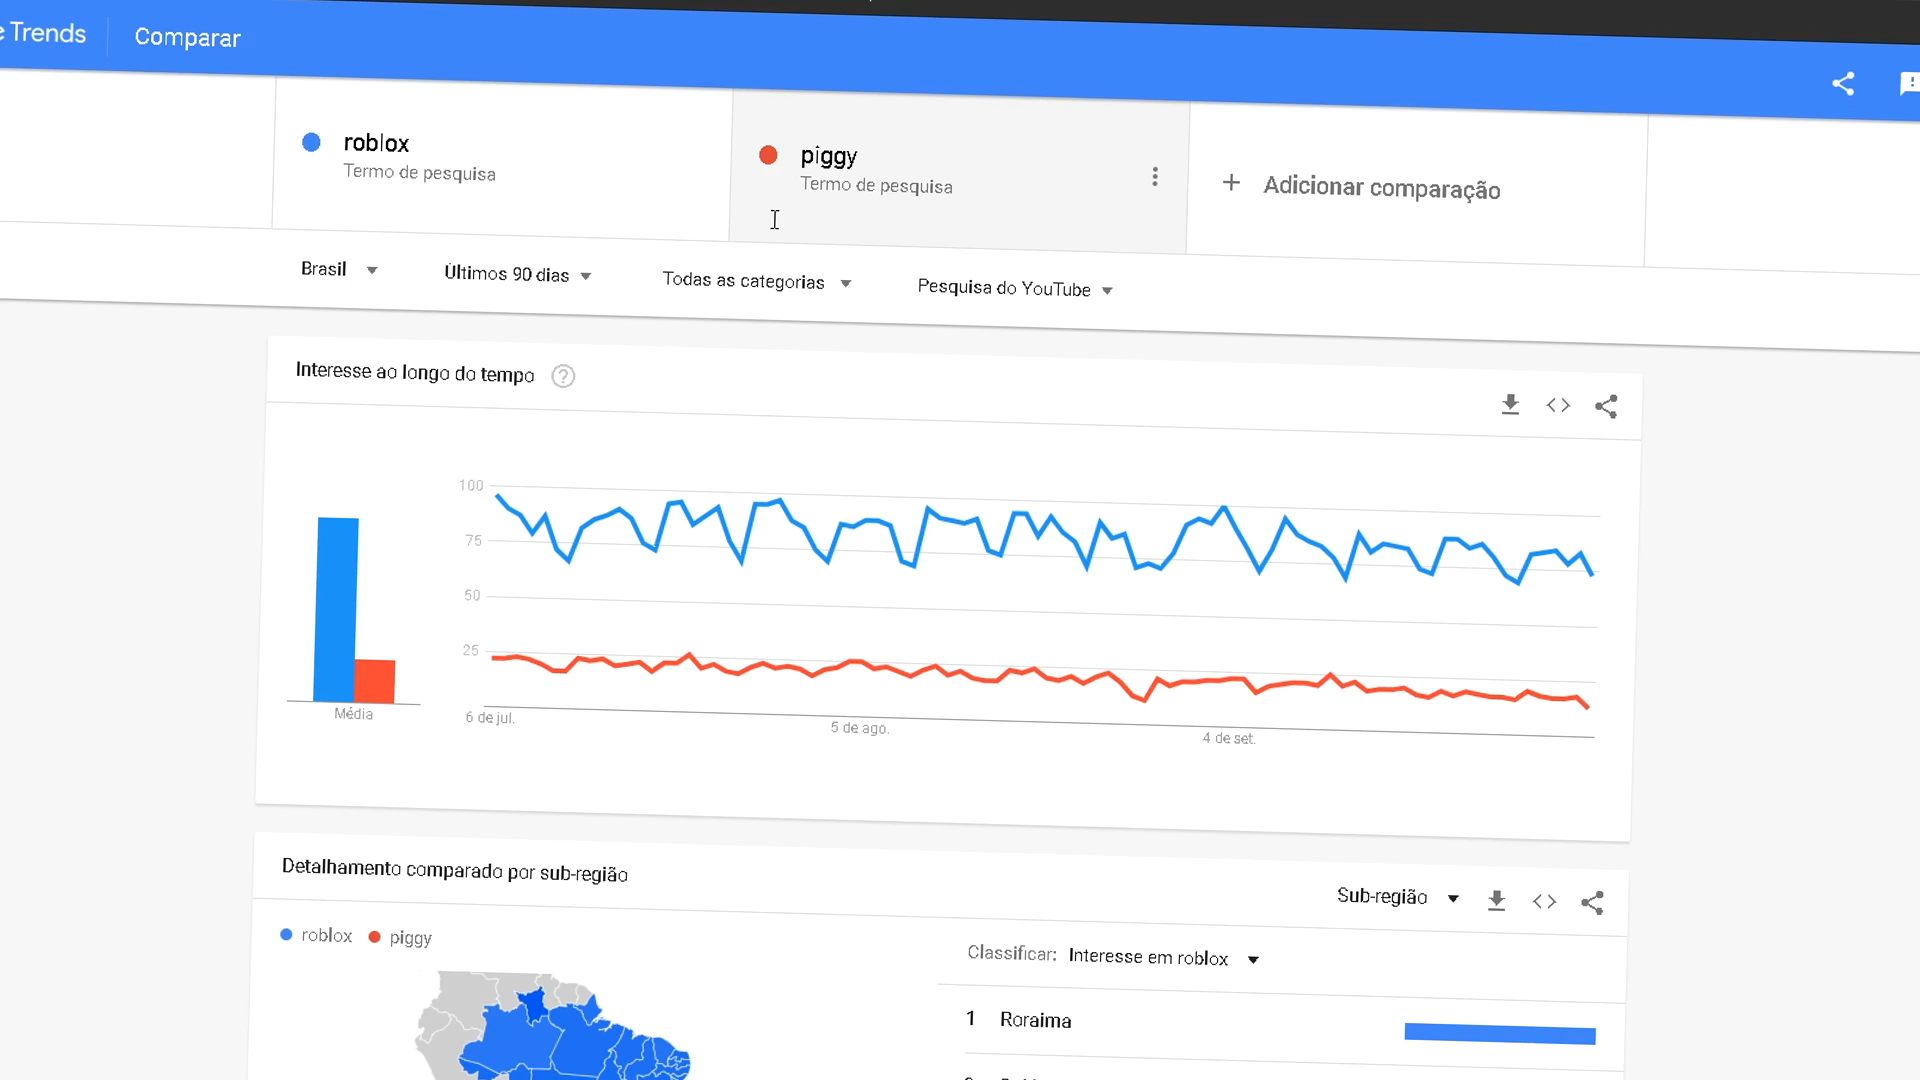 Trends
Comparar
roblox
Termo de pesquisa
piggy
Termo de pesquisa
+ Adicionar comparação
Brasil
Últimos 90 dias
Todas as categorias
Pesquisa do YouTube
Interesse ao longo do tempo
100
75
50
25
Média
6 de jul.
5 de ago.
4 de set.
Detalhamento comparado por sub-região
Sub-região
roblox
piggy
Classificar: Interesse em roblox
1 Roraima